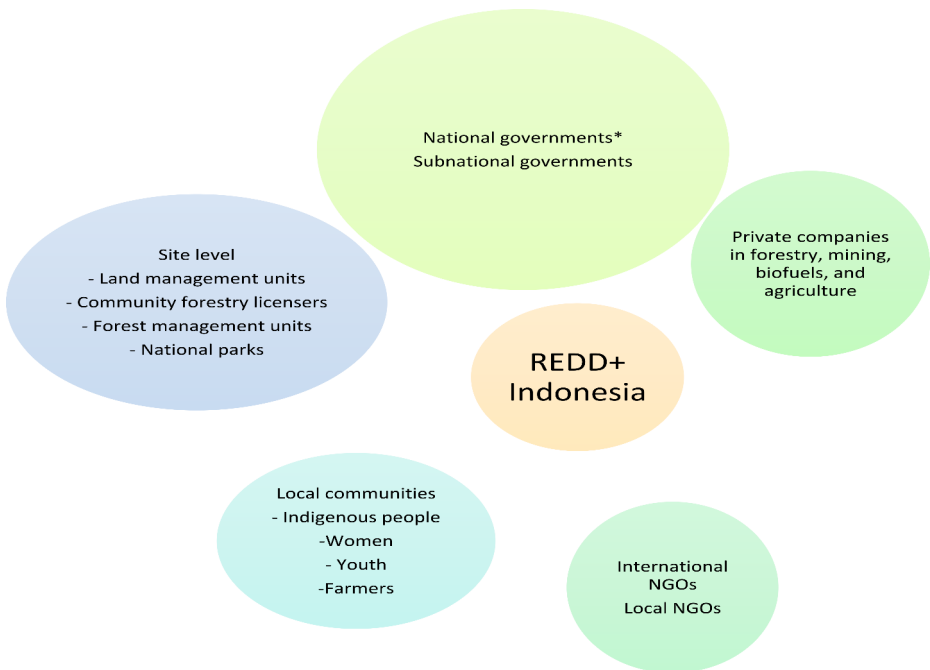 National governments*
Subnational governments
Private companies
in forestry, mining,
biofuels, and
agriculture
Site level
- Land management units
- Community forestry licensers
- Forest management units
- National parks
REDD+
Indonesia
Local communities
- Indigenous people
-Women
- Youth
-Farmers
International
NGOs
Local NGOs